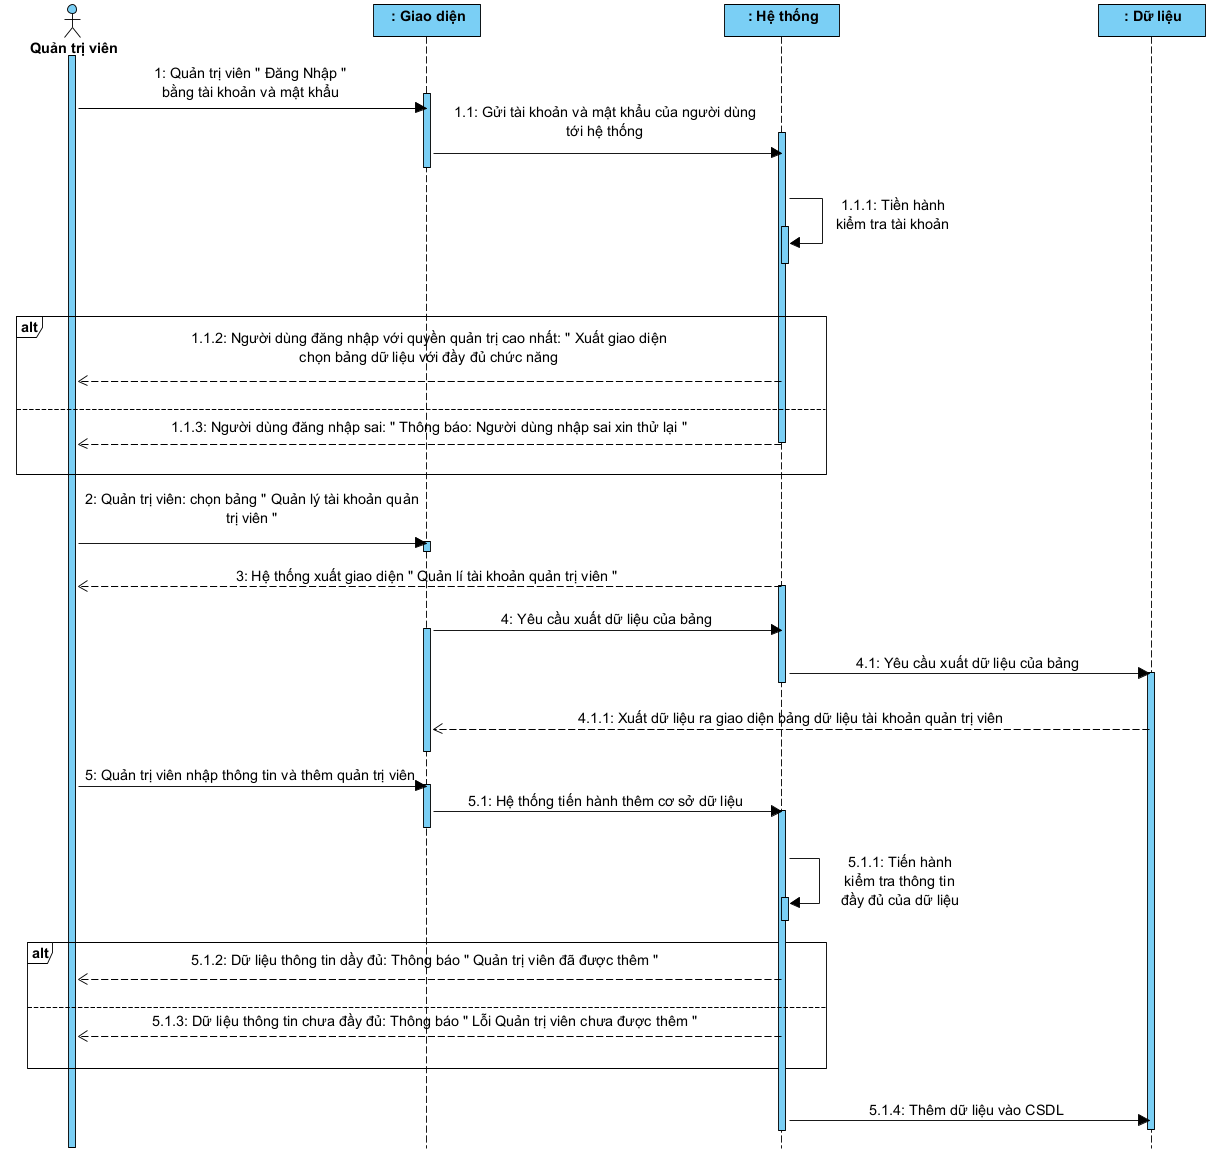 Quản trị viên
: Giao diện
: Hệ thống
: Dữ liệu
1: Quản trị viên " Đăng Nhập "
bằng tài khoản và mật khẩu
1.1: Gửi tài khoản và mật khẩu của người dùng
tới hệ thống
1.1.1: Tiền hành
kiểm tra tài khoản
alt
1.1.2: Người dùng đăng nhập với quyền quản trị cao nhất: " Xuất giao diện
chọn bảng dữ liệu với đầy đủ chức năng
1.1.3: Người dùng đăng nhập sai: " Thông báo: Người dùng nhập sai xin thử lại "
2: Quản trị viên: chọn bảng " Quản lý tài khoản quản
trị viên "
3: Hệ thống xuất giao diện " Quản lí tài khoản quản trị viên "
4: Yêu cầu xuất dữ liệu của bảng
4.1: Yêu cầu xuất dữ liệu của bảng
4.1.1: Xuất dữ liệu ra giao diện bảng dữ liệu tài khoản quản trị viên
5: Quản trị viên nhập thông tin và thêm quản trị viên
5.1: Hệ thống tiến hành thêm cơ sở dữ liệu
5.1.1: Tiến hành
kiểm tra thông tin
đầy đủ của dữ liệu
alt
5.1.2: Dữ liệu thông tin dầy đủ: Thông báo " Quản trị viên đã được thêm "
5.1.3: Dữ liệu thông tin chưa đầy đủ: Thông báo " Lỗi Quản trị viên chưa được thêm "
5.1.4: Thêm dữ liệu vào CSDL